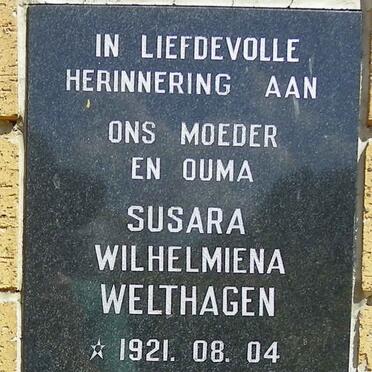 IN LIEFDEVOLLE
HERINNERING AAN
ONS MOEDER
EN OUMA
SUSARA
WILHELMIENA
WELTHAGEN
☆ 1921. 08. 04